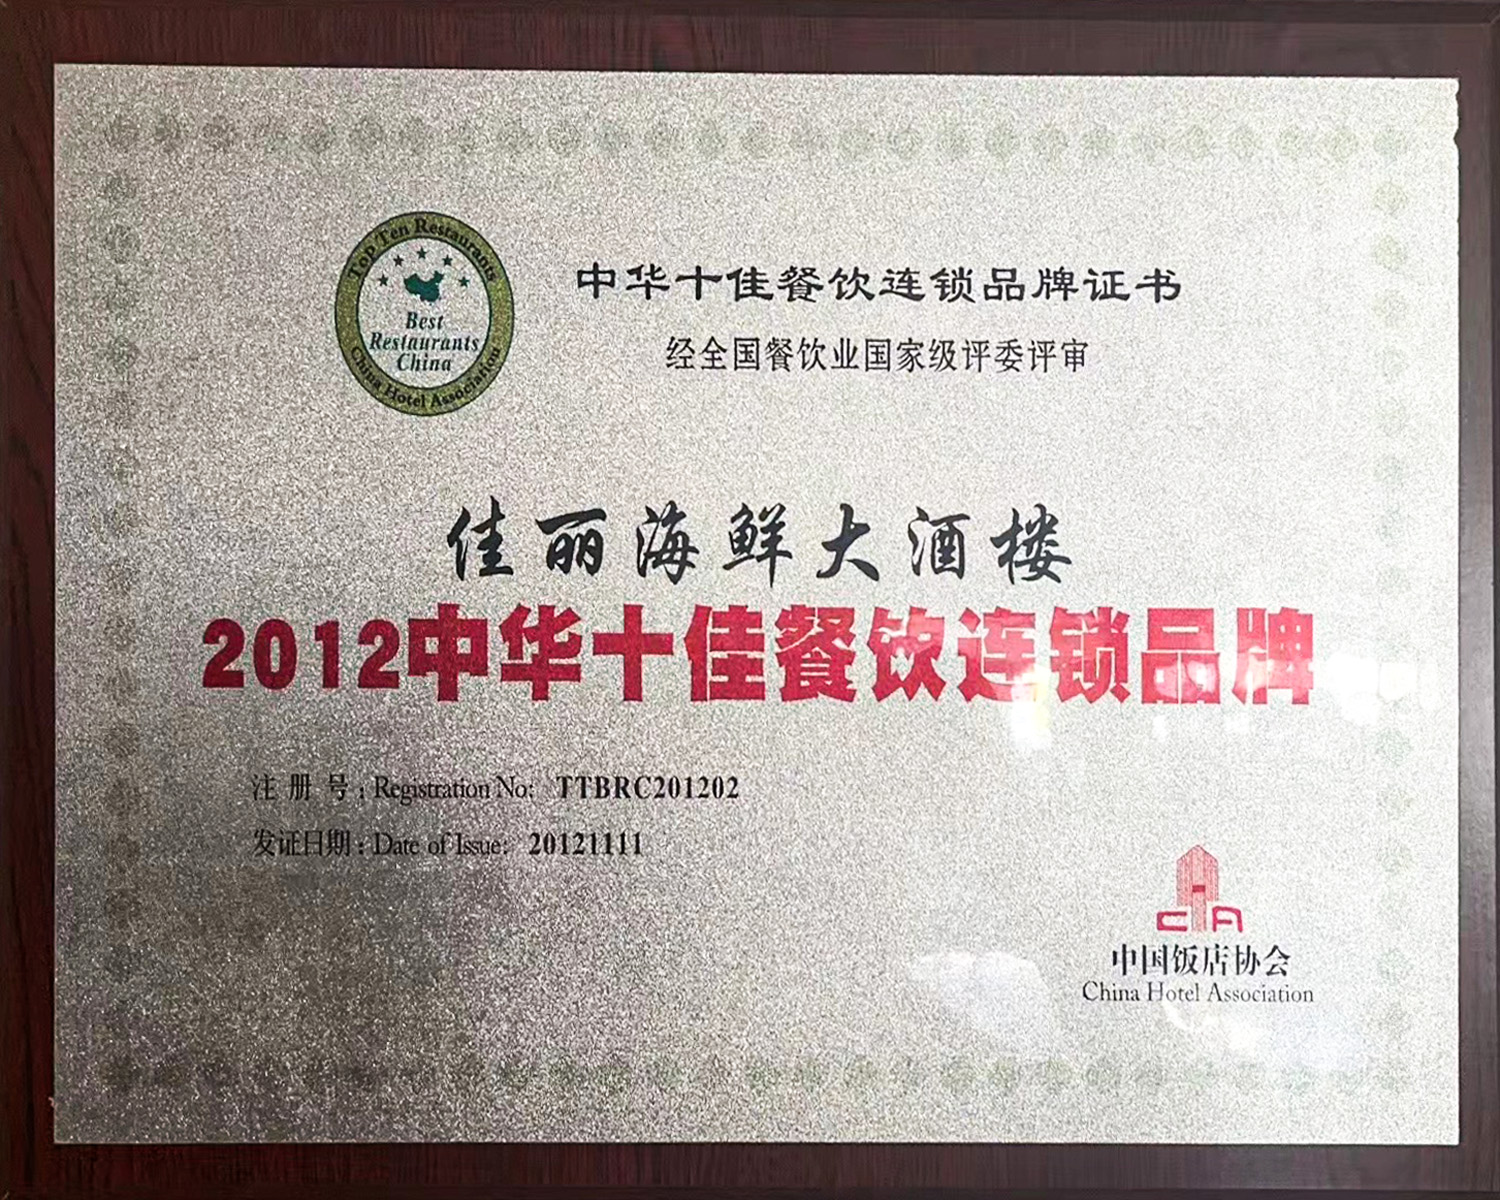 Top Ten Restaurants
Best
Restaurants
China
China Hotel Association
中华十佳餐饮连锁品牌证书
经全国餐饮业国家级评委评审
佳丽海鲜大酒楼
2012中华十佳餐饮连锁品牌
注 册 号：Registration No: TTBRC201202
发证日期：Date of Issue: 20121111
CHA
中国饭店协会
China Hotel Association